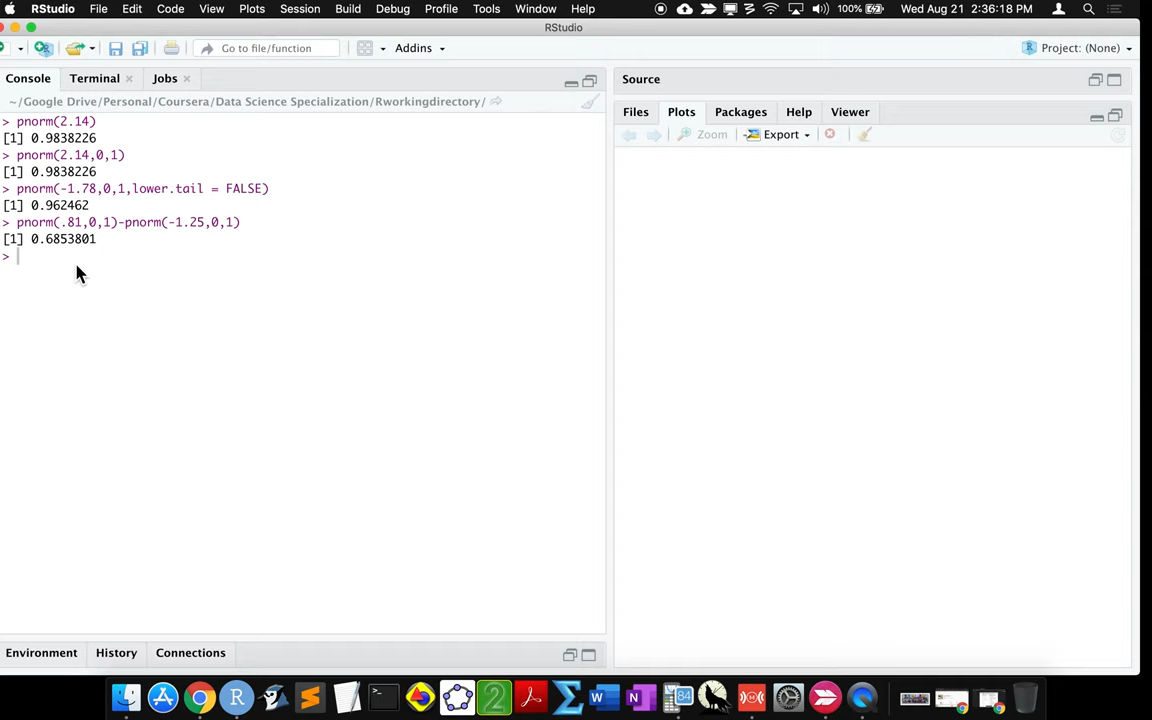 RStudio File Edit Code View Plots Session Build Debug Profile Tools Window Help 100% Wed Aug 21 2:36:18 PM
RStudio
Go to file/function Addins Project: (None)
Console Terminal Jobs
~/Google Drive/Personal/Coursera/Data Science Specialization/Rworkingdirectory/
> pnorm(2.14)
[1] 0.9838226
> pnorm(2.14,0,1)
[1] 0.9838226
> pnorm(-1.78,0,1,lower.tail = FALSE)
[1] 0.962462
> pnorm(.81,0,1)-pnorm(-1.25,0,1)
[1] 0.6853801
>
Source
Files Plots Packages Help Viewer
Zoom Export
Environment History Connections
R >_ 2 W N 84